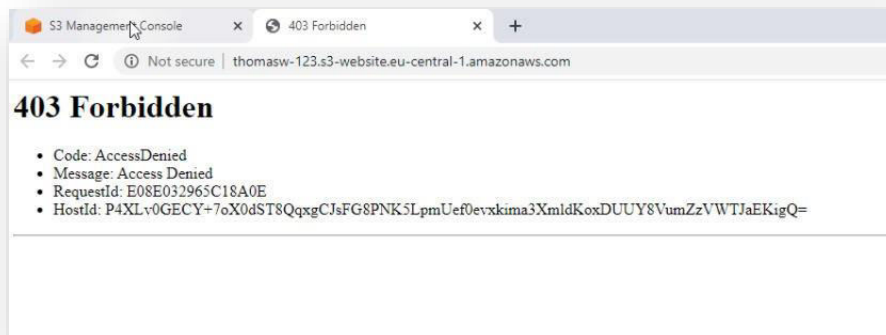 S3 Management Console
403 Forbidden
Not secure | thomasw-123.s3-website.eu-central-1.amazonaws.com
403 Forbidden
Code: AccessDenied
Message: Access Denied
RequestId: E08E032965C18A0E
HostId: P4XLv0GECY+7oX0dST8QqxgCJsFG8PNK5LpmUef0evxkima3XmldKoxDUUY8VumZzVWTJaEKigQ=